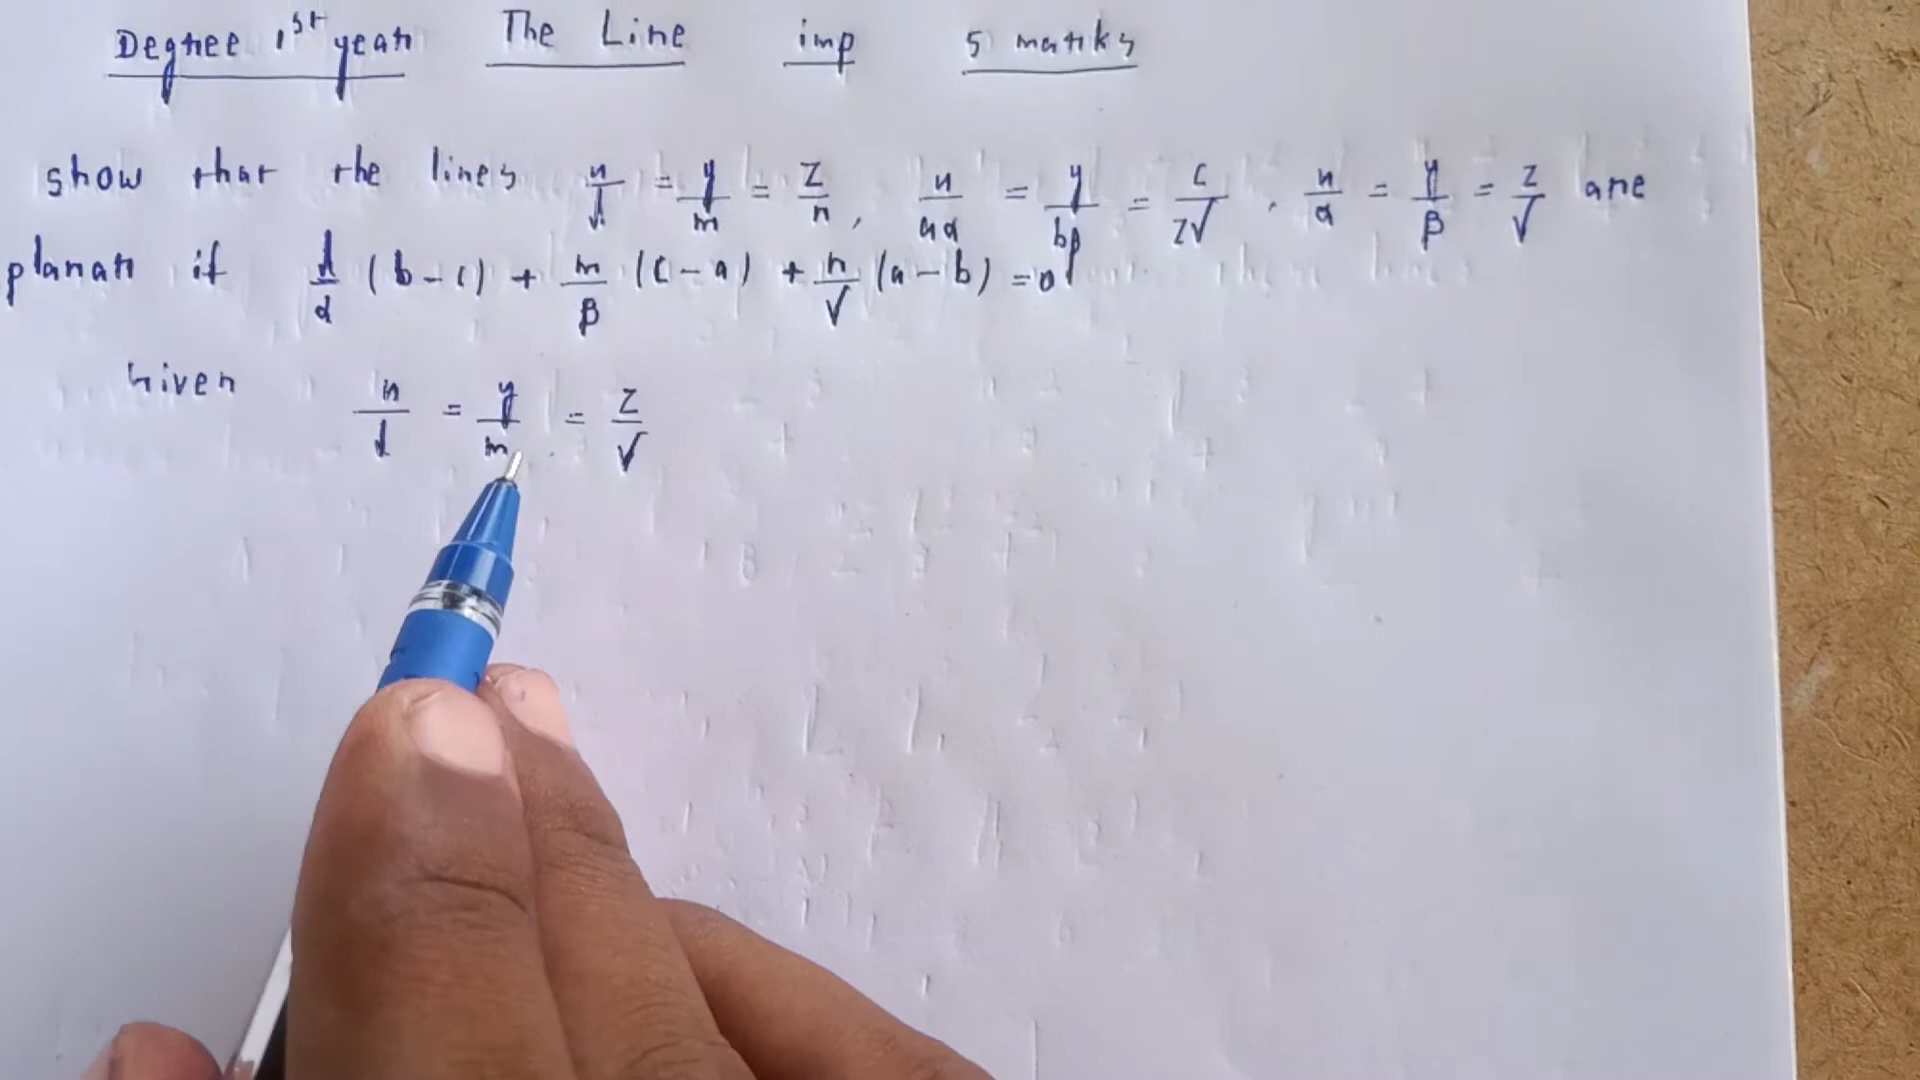 Degree 1st year The Line imp 5 marks
show that the lines x/l = y/m = z/n, x/aα = y/bβ = c/z√, x/α = y/β = z/√ are
planar if l/α (b-c) + m/β (c-a) + n/√ (a-b) = 0
Given x/l = y/m = z/√